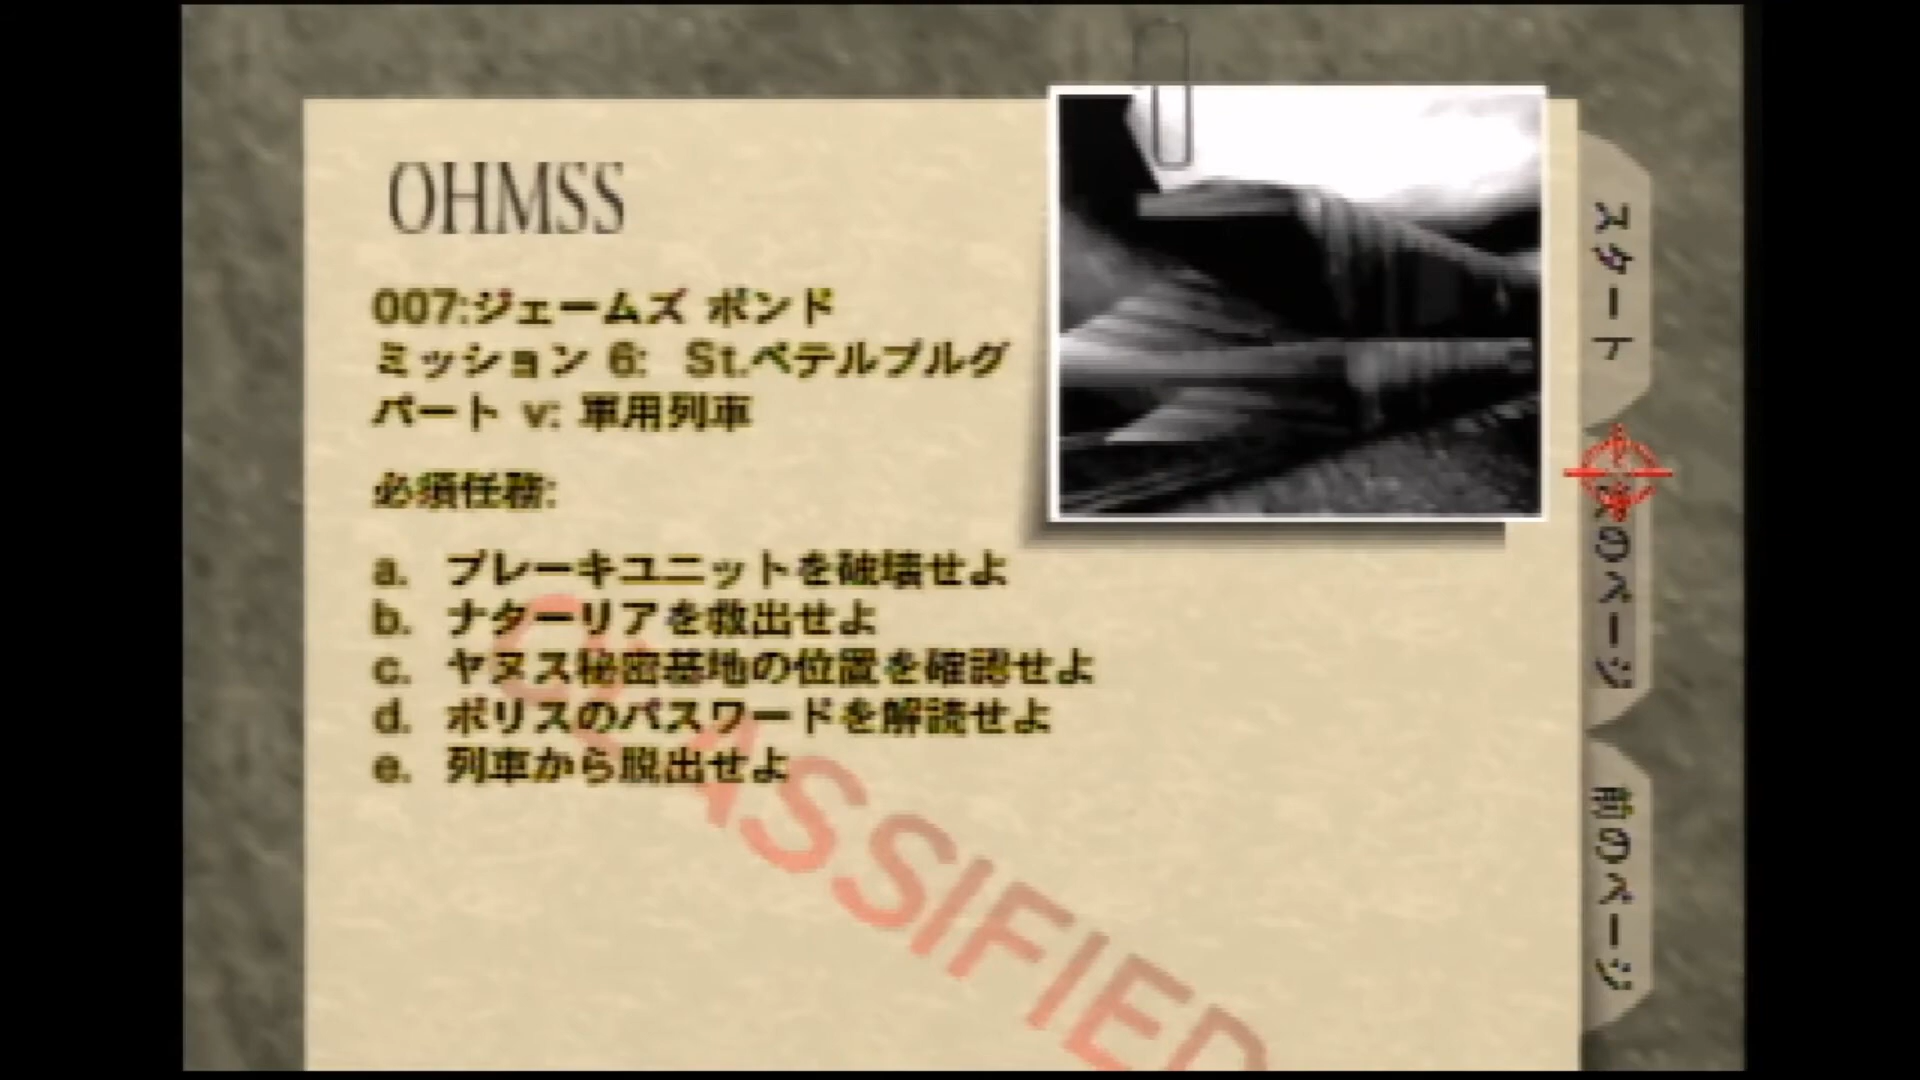 OHMSS
007:ジェームズ ボンド
ミッション 6: St.ペテルブルグ
パート v: 軍用列車
必須任務:
a. ブレーキユニットを破壊せよ
b. ナターリアを救出せよ
c. ヤヌス秘密基地の位置を確認せよ
d. ボリスのパスワードを解読せよ
e. 列車から脱出せよ
CLASSIFIED
スタート
のページ
前のページ